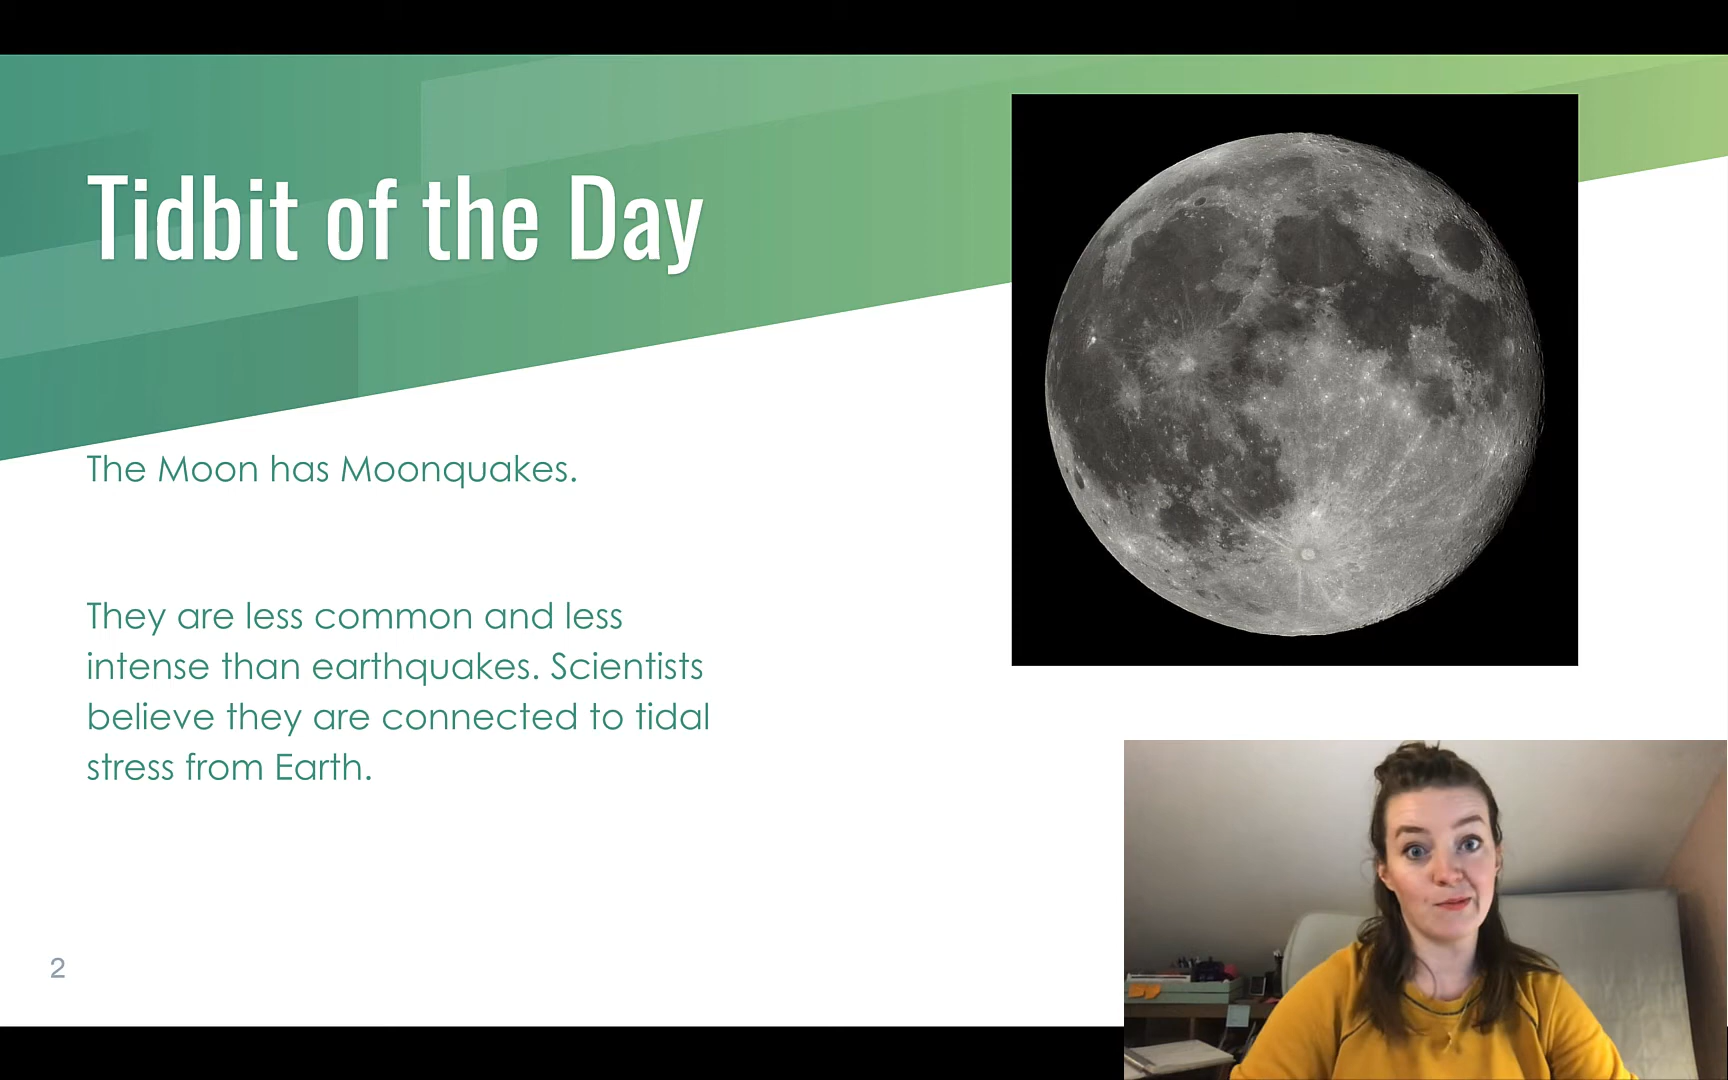 Tidbit of the Day
The Moon has Moonquakes.
They are less common and less
intense than earthquakes. Scientists
believe they are connected to tidal
stress from Earth.
2